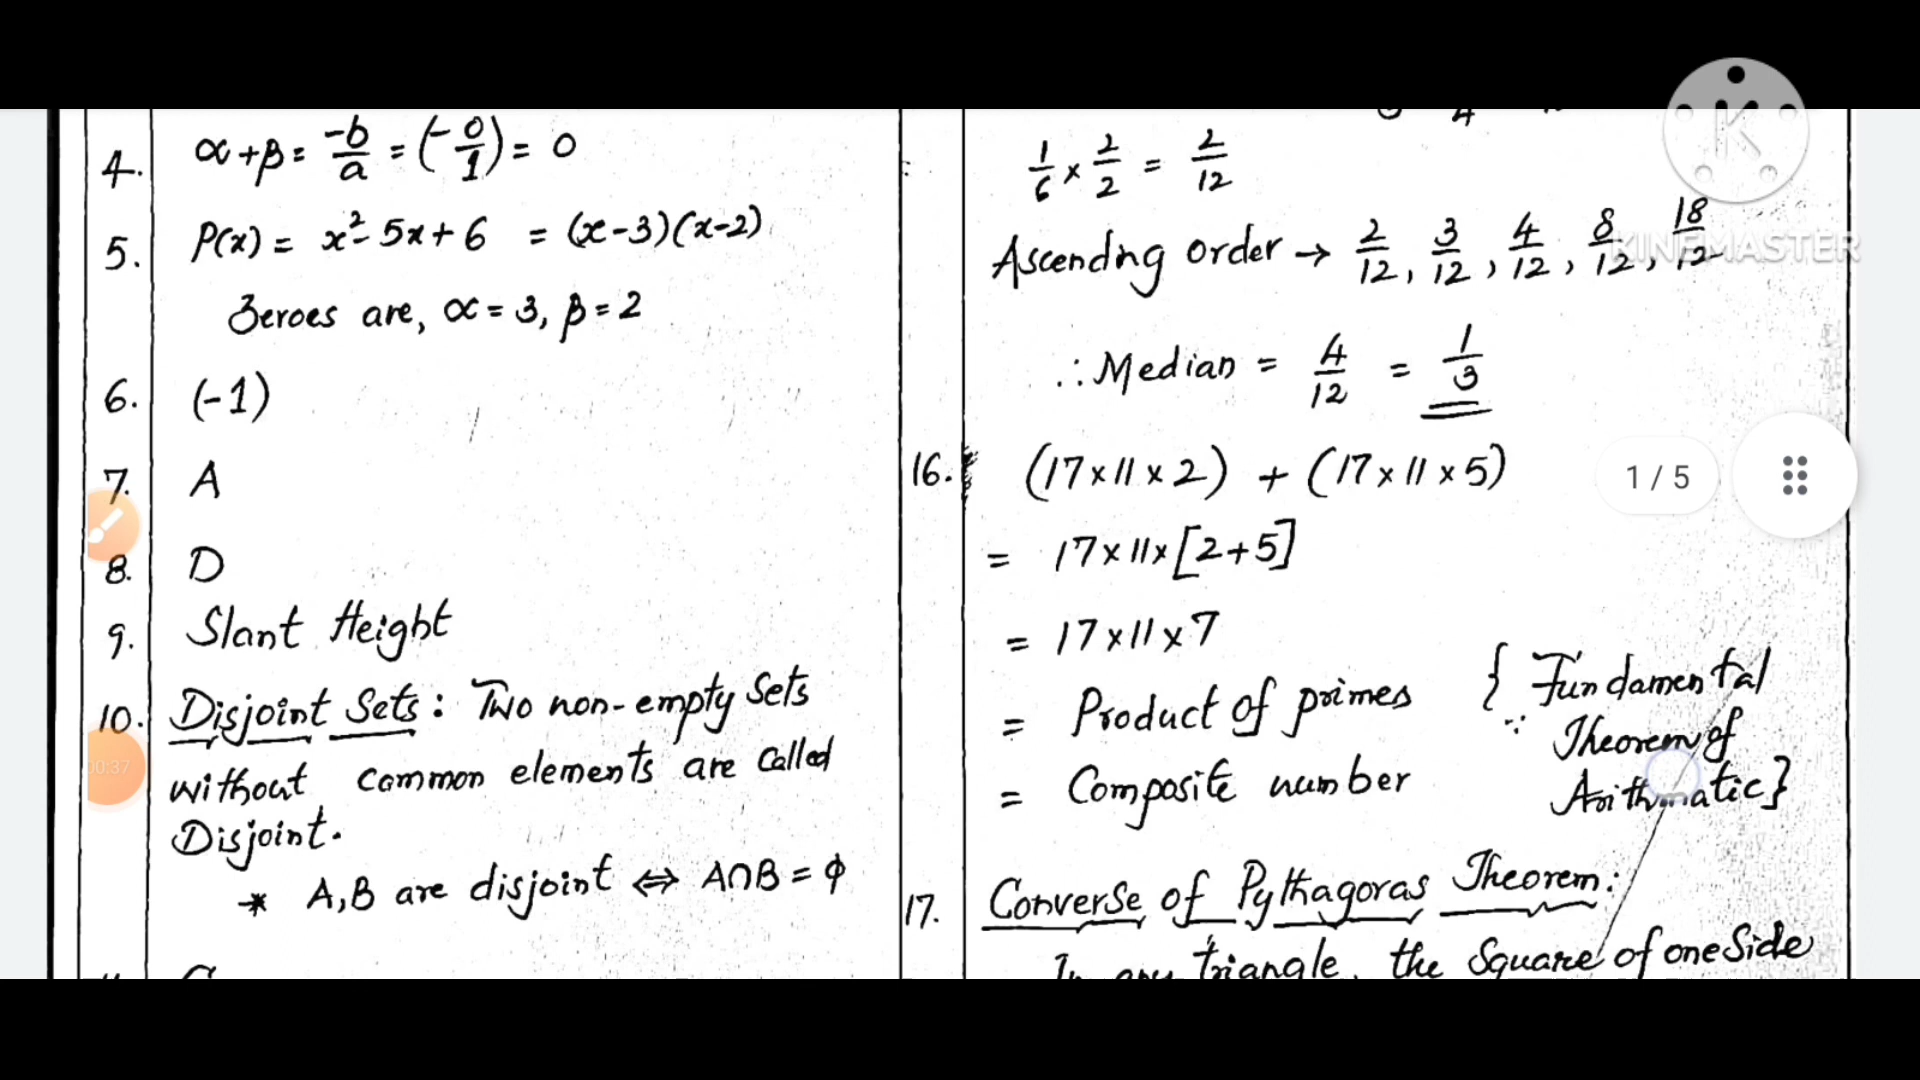 4. α+β = -b/a = (-0/1) = 0
5. P(x) = x² - 5x + 6 = (x-3)(x-2)
Zeroes are, α = 3, β = 2
6. (-1)
7. A
8. D
9. Slant Height
10. Disjoint Sets : Two non-empty Sets
without common elements are Called
Disjoint.
* A,B are disjoint ⇔ A∩B = ϕ
00:37
1/6 × 2/2 = 2/12
Ascending order → 2/12, 3/12, 4/12, 8/12, 18/12
∴ Median = 4/12 = 1/3
16. (17×11×2) + (17×11×5)
= 17×11×[2+5]
= 17×11×7
= Product of primes
= Composite number
{ ∵ Fundamental
Theorem of
Arithmatic}
17. Converse of Pythagoras Theorem:
In any triangle, the Square of one Side
KINEMASTER
1 / 5